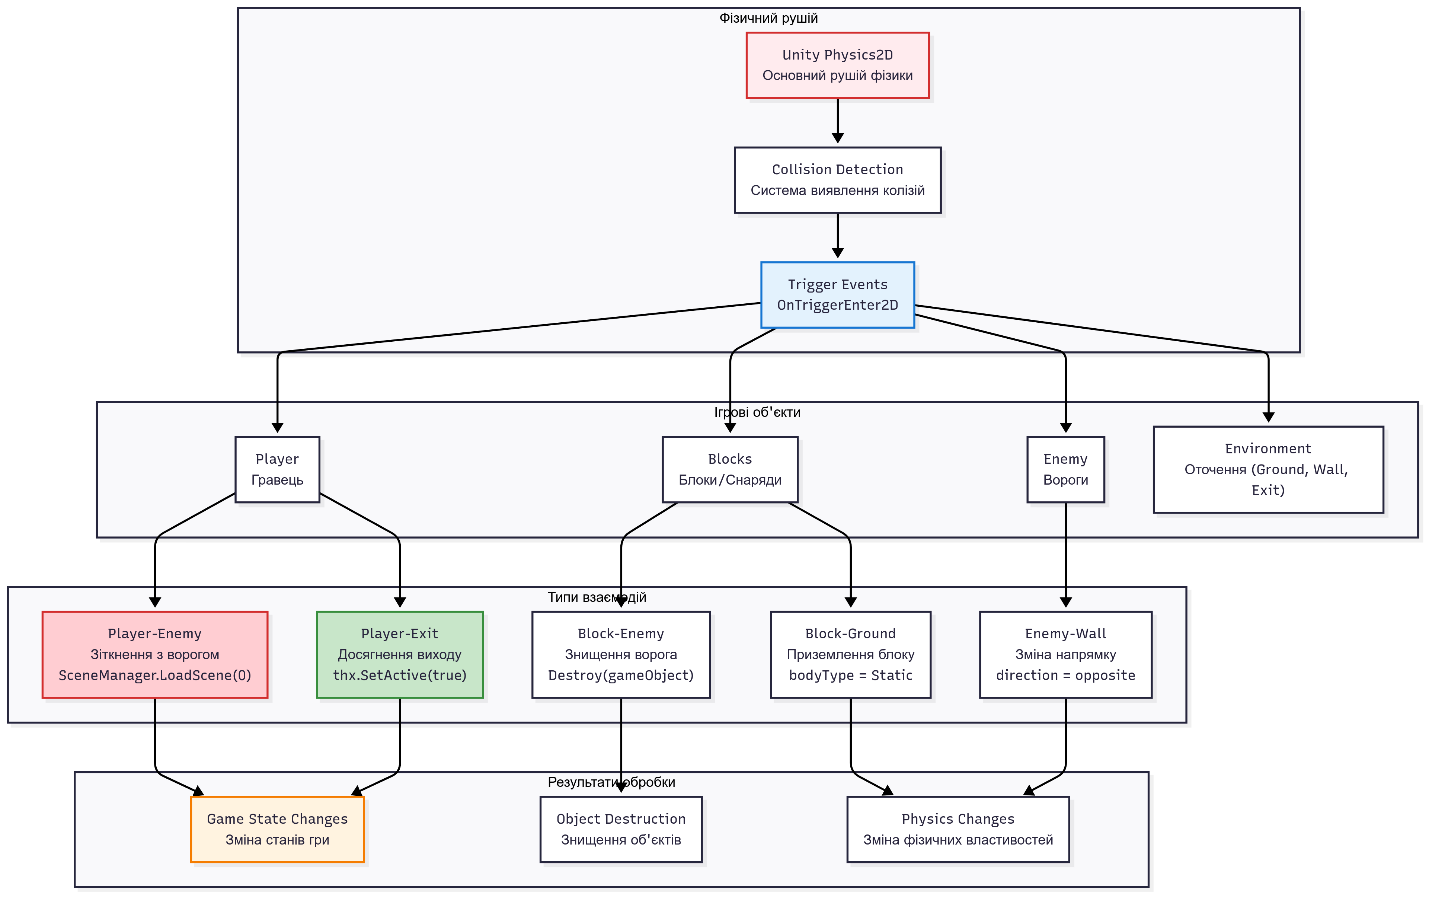 Фізичний рушій
Unity Physics2D
Основний рушій фізики
Collision Detection
Система виявлення колізій
Trigger Events
OnTriggerEnter2D
Ігрові об'єкти
Player
Гравець
Blocks
Блоки/Снаряди
Enemy
Вороги
Environment
Оточення (Ground, Wall,
Exit)
Типи взаємодій
Player-Enemy
Зіткнення з ворогом
SceneManager.LoadScene(0)
Player-Exit
Досягнення виходу
thx.SetActive(true)
Block-Enemy
Знищення ворога
Destroy(gameObject)
Block-Ground
Приземлення блоку
bodyType = Static
Enemy-Wall
Зміна напрямку
direction = opposite
Результати обробки
Game State Changes
Зміна станів гри
Object Destruction
Знищення об'єктів
Physics Changes
Зміна фізичних властивостей